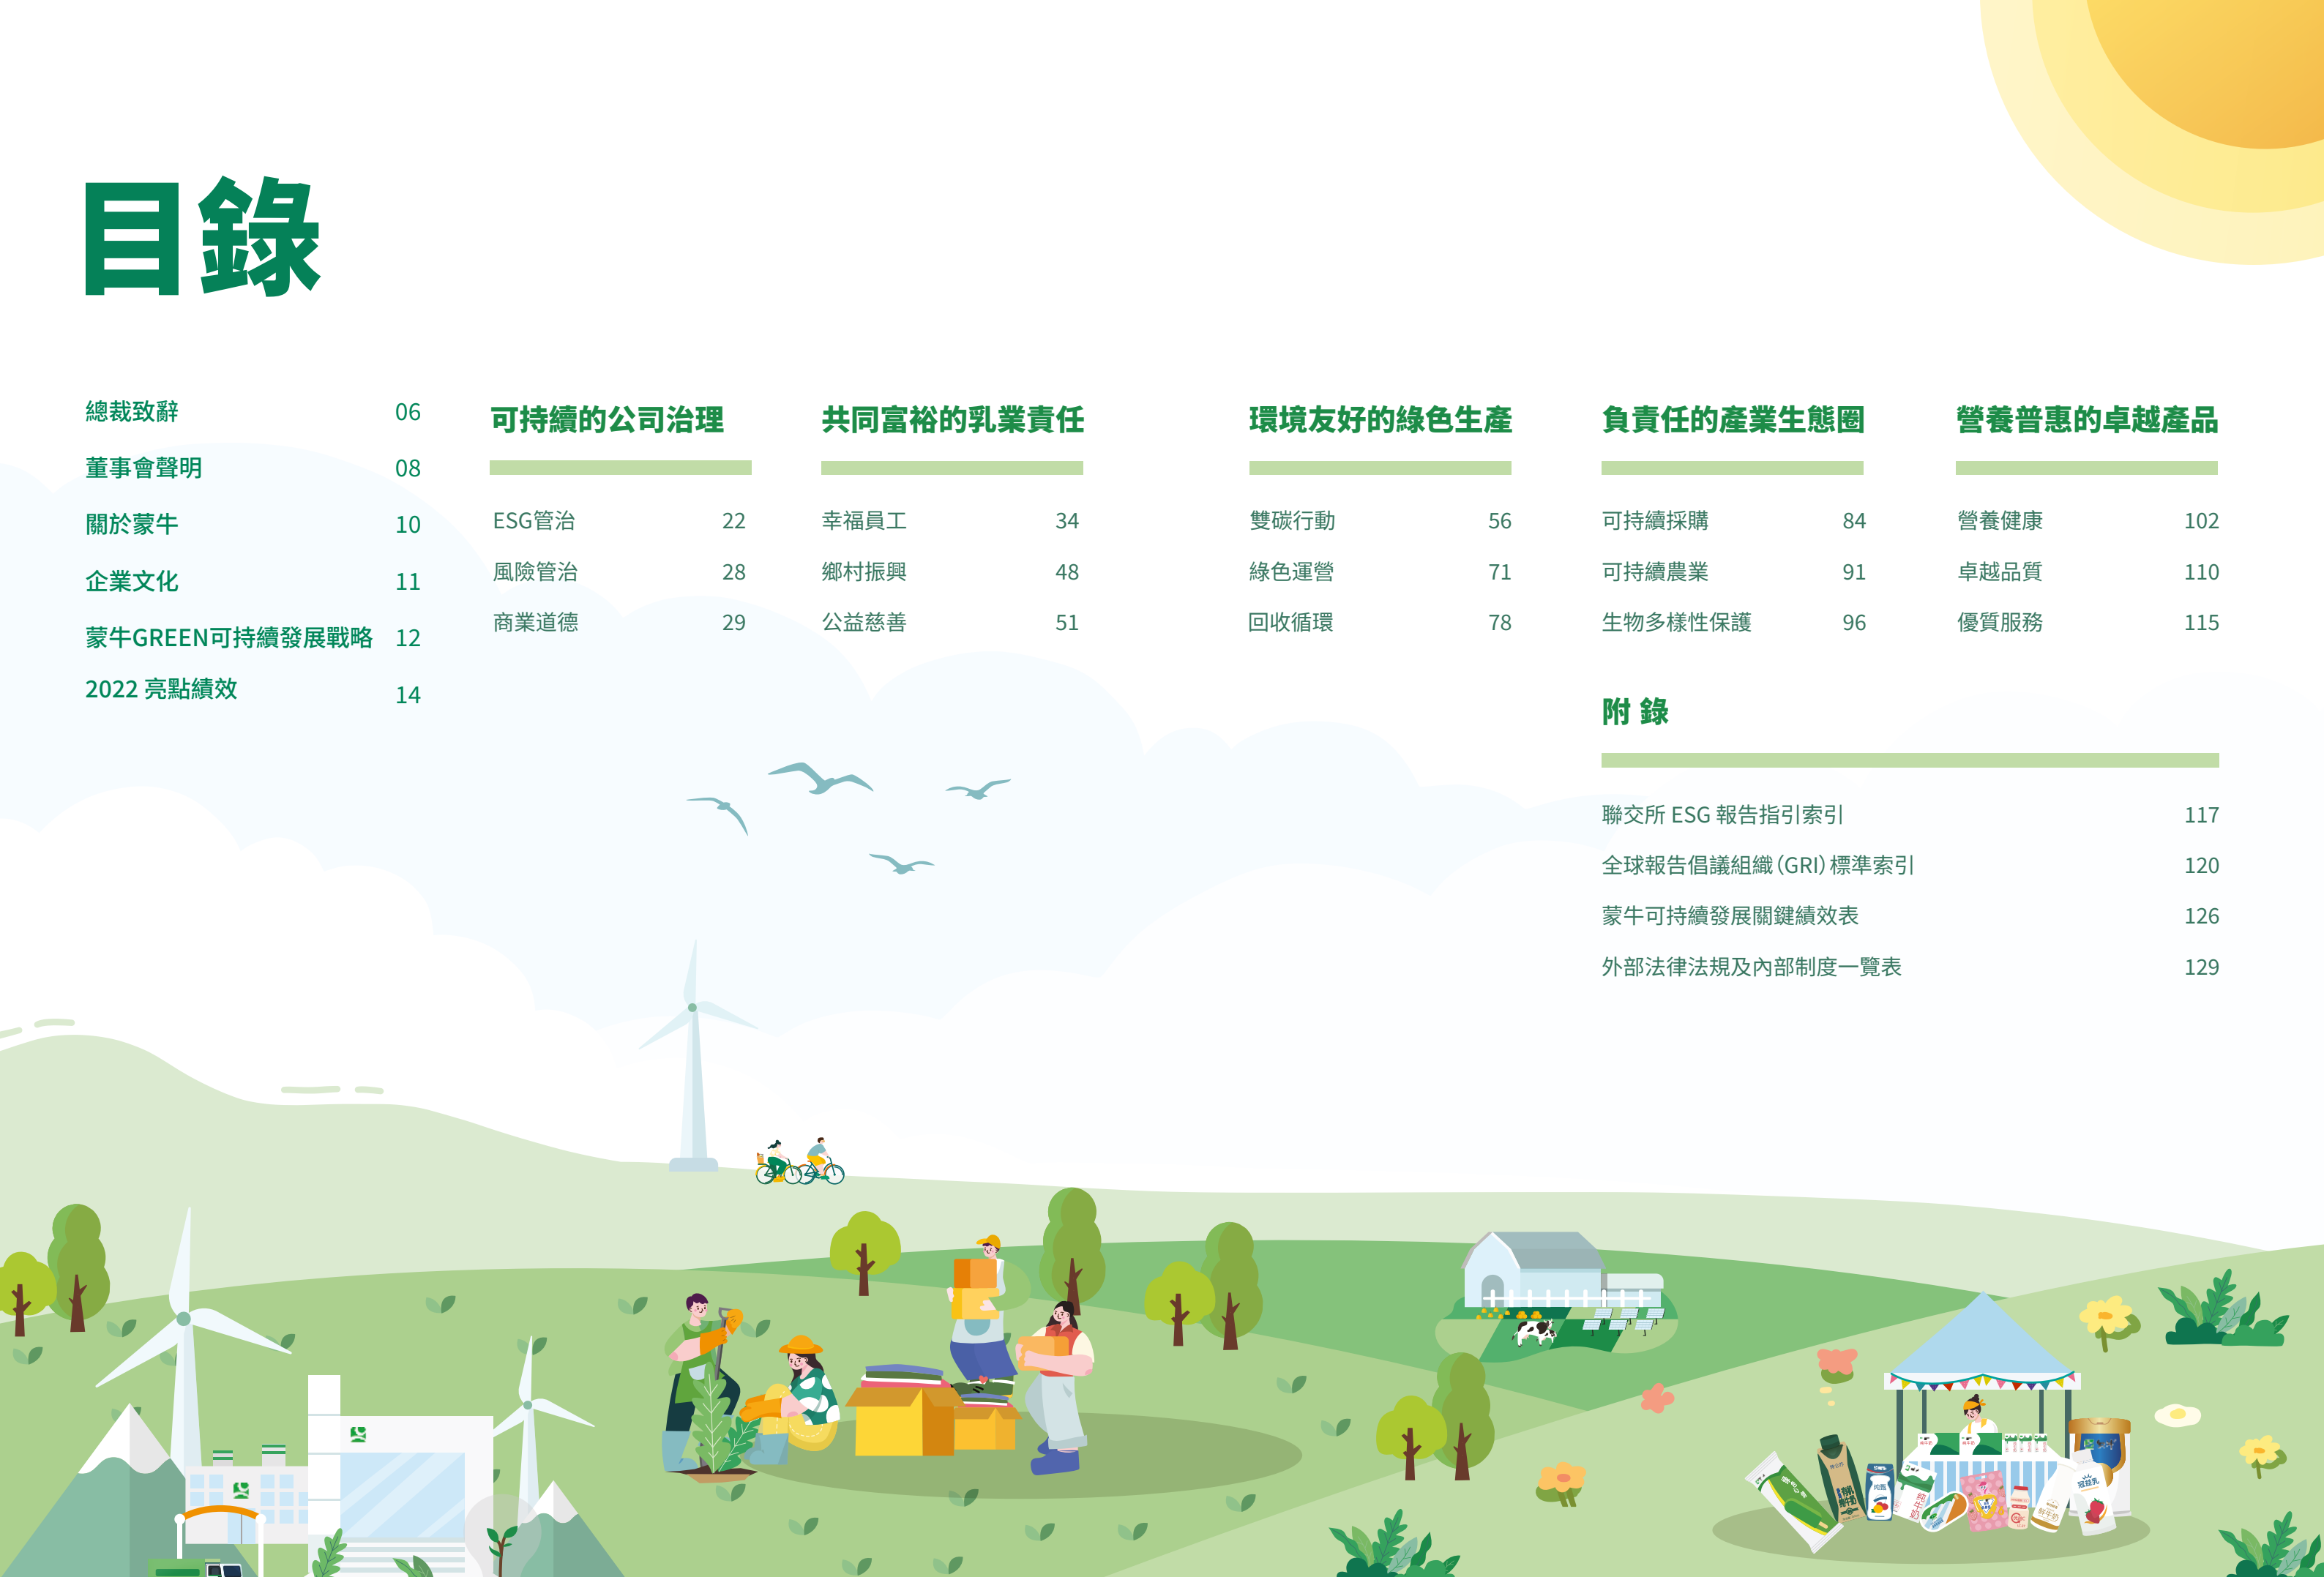 目錄
總裁致辭 06
董事會聲明 08
關於蒙牛 10
企業文化 11
蒙牛GREEN可持續發展戰略 12
2022 亮點績效 14
可持續的公司治理
ESG管治 22
風險管治 28
商業道德 29
共同富裕的乳業責任
幸福員工 34
鄉村振興 48
公益慈善 51
環境友好的綠色生產
雙碳行動 56
綠色運營 71
回收循環 78
負責任的產業生態圈
可持續採購 84
可持續農業 91
生物多樣性保護 96
營養普惠的卓越產品
營養健康 102
卓越品質 110
優質服務 115
附 錄
聯交所 ESG 報告指引索引 117
全球報告倡議組織（GRI）標準索引 120
蒙牛可持續發展關鍵績效表 126
外部法律法規及內部制度一覽表 129
冠益乳